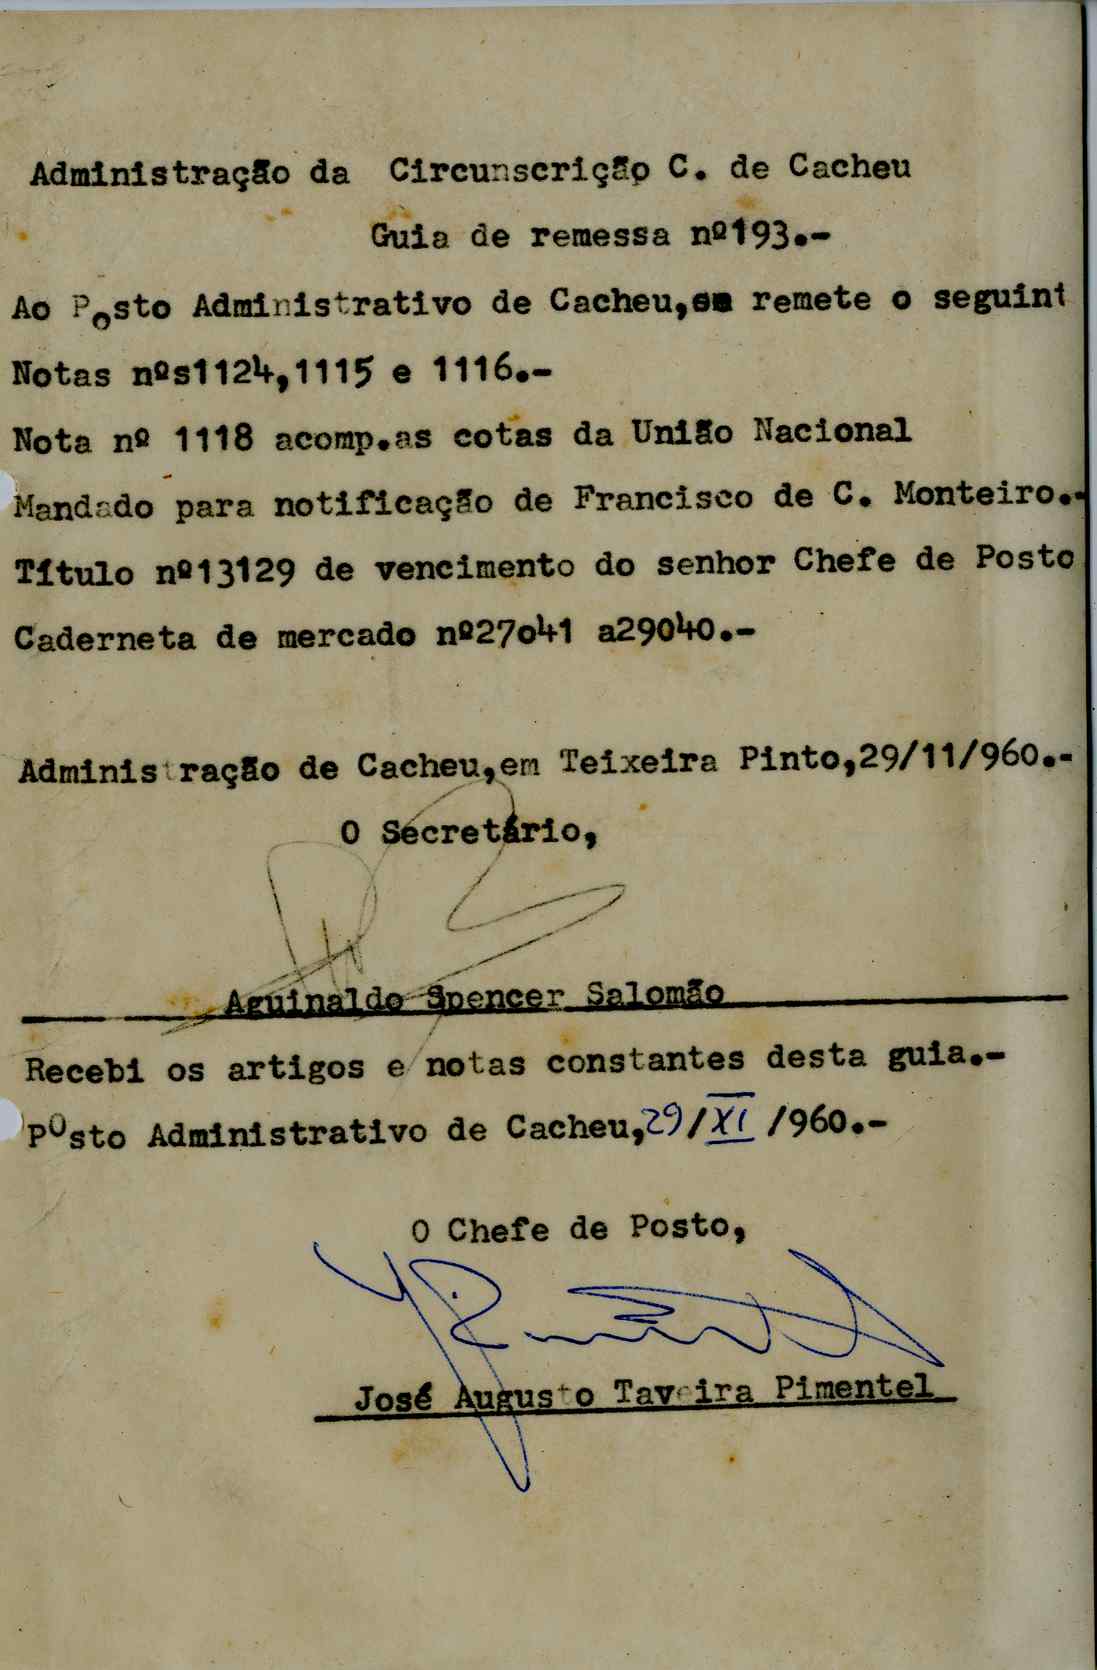 Administração da Circunscrição C. de Cacheu
Guia de remessa nº193.-
Ao Posto Administrativo de Cacheu,se remete o seguint
Notas nºs1124,1115 e 1116.-
Nota nº 1118 acomp.as cotas da União Nacional
Mandado para notificação de Francisco de C. Monteiro.-
Título nº13129 de vencimento do senhor Chefe de Posto
Caderneta de mercado nº27o41 a29040.-
Administração de Cacheu,em Teixeira Pinto,29/11/960.-
O Secretário,
Aguinaldo Spencer Salomão
Recebi os artigos e notas constantes desta guia.-
Posto Administrativo de Cacheu,29/XI/960.-
O Chefe de Posto,
José Augusto Taveira Pimentel